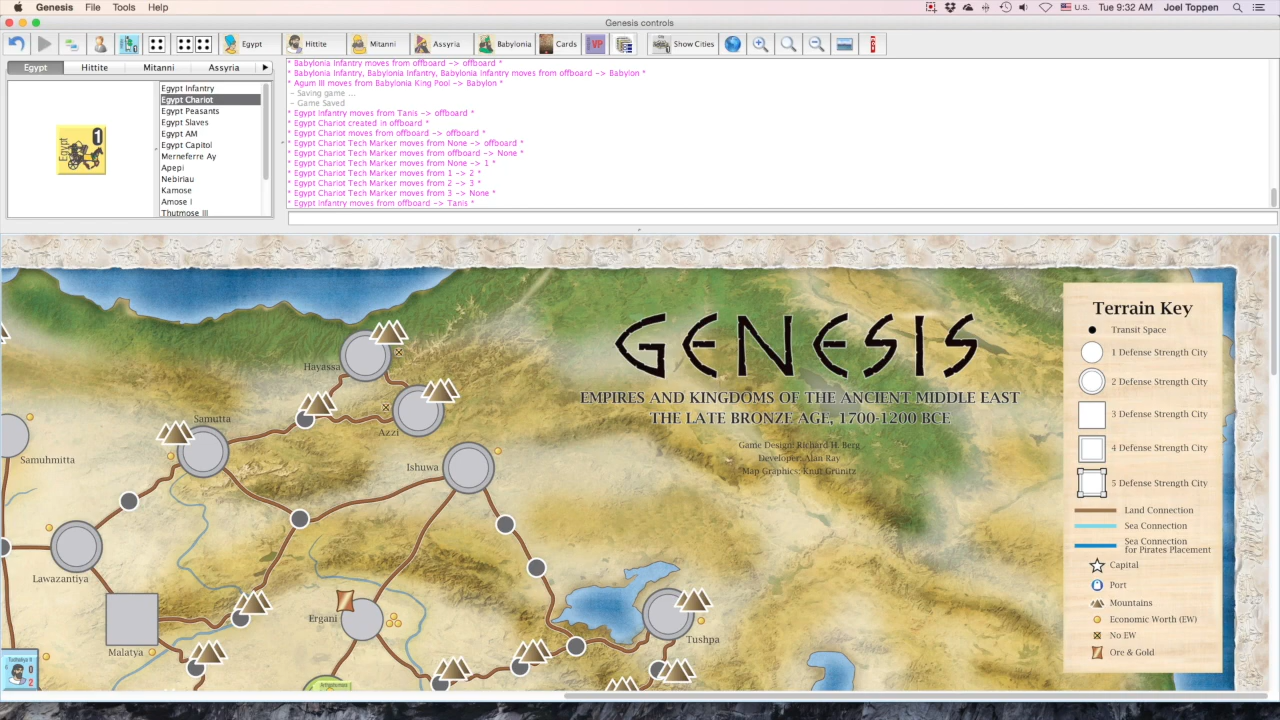 Genesis File Tools Help U.S. Tue 9:32 AM Joel Toppen
Genesis controls
Egypt Hittite Mitanni Assyria Babylonia Cards VP Show Cities
Egypt Hittite Mitanni Assyria
Egypt
1
Egypt Infantry
Egypt Chariot
Egypt Peasants
Egypt Slaves
Egypt AM
Egypt Capitol
Merneferre Ay
Apepi
Nebiriau
Kamose
Amose I
Thutmose III
* Babylonia Infantry moves from offboard -> offboard *
* Babylonia Infantry, Babylonia Infantry, Babylonia Infantry moves from offboard -> Babylon *
* Agum III moves from Babylonia King Pool -> Babylon *
- Saving game ...
- Game Saved
* Egypt Infantry moves from Tanis -> offboard *
* Egypt Chariot created in offboard *
* Egypt Chariot moves from offboard -> offboard *
* Egypt Chariot Tech Marker moves from None -> offboard *
* Egypt Chariot Tech Marker moves from offboard -> None *
* Egypt Chariot Tech Marker moves from None -> 1 *
* Egypt Chariot Tech Marker moves from 1 -> 2 *
* Egypt Chariot Tech Marker moves from 2 -> 3 *
* Egypt Chariot Tech Marker moves from 3 -> None *
* Egypt Infantry moves from offboard -> Tanis *
GENESIS
EMPIRES AND KINGDOMS OF THE ANCIENT MIDDLE EAST
THE LATE BRONZE AGE, 1700-1200 BCE
Game Design: Richard H. Berg
Developer: Alan Ray
Map Graphics: Knut Grünitz
Hayassa
Azzi
Samutta
Samuhmitta
Ishuwa
Lawazantiya
Malatya
Ergani
Tushpa
0
2
Terrain Key
Transit Space
1 Defense Strength City
2 Defense Strength City
3 Defense Strength City
4 Defense Strength City
5 Defense Strength City
Land Connection
Sea Connection
Sea Connection
for Pirates Placement
Capital
Port
Mountains
Economic Worth (EW)
No EW
Ore & Gold